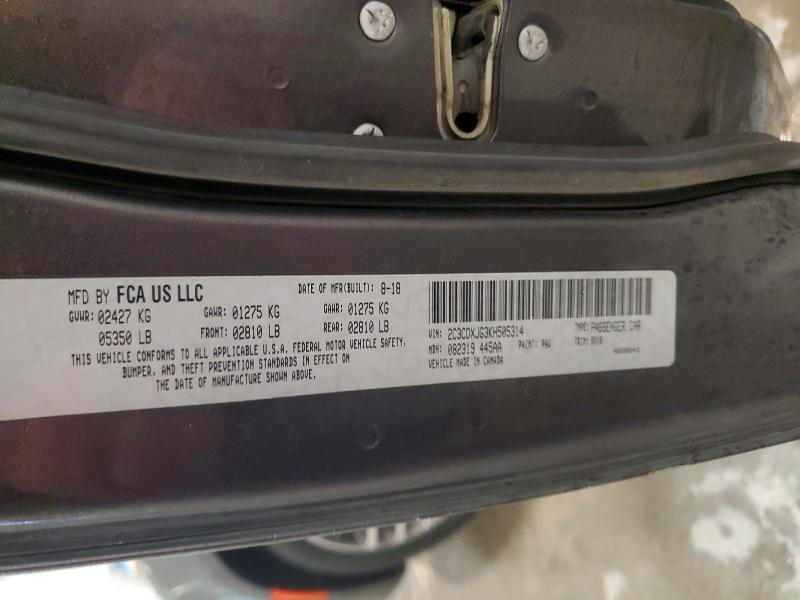 MFD BY FCA US LLC DATE OF MFR(BUILT): 8-18
GVWR: 02427 KG GAWR: 01275 KG GAWR: 01275 KG
05350 LB FRONT: 02810 LB REAR: 02810 LB
THIS VEHICLE CONFORMS TO ALL APPLICABLE U.S.A. FEDERAL MOTOR VEHICLE SAFETY,
BUMPER, AND THEFT PREVENTION STANDARDS IN EFFECT ON
THE DATE OF MANUFACTURE SHOWN ABOVE.
VIN: 2C3CDXJG3KH505314 TYPE: PASSENGER CAR
MDH: 082319 445AA PAINT: PAU TRIM:
VEHICLE MADE IN CANADA